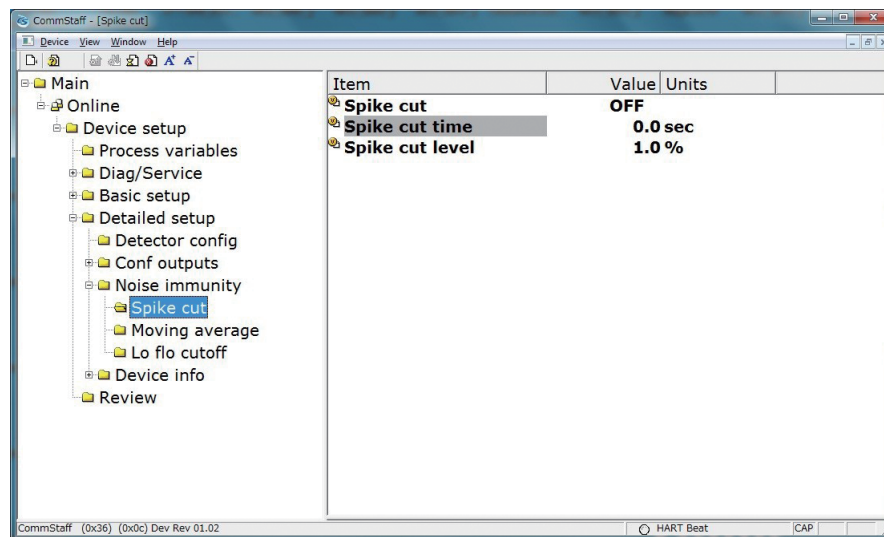 CommStaff - [Spike cut]
Device View Window Help
Main
Online
Device setup
Process variables
Diag/Service
Basic setup
Detailed setup
Detector config
Conf outputs
Noise immunity
Spike cut
Moving average
Lo flo cutoff
Device info
Review
Item Value Units
Spike cut OFF
Spike cut time 0.0 sec
Spike cut level 1.0 %
CommStaff (0x36) (0x0c) Dev Rev 01.02 HART Beat CAP